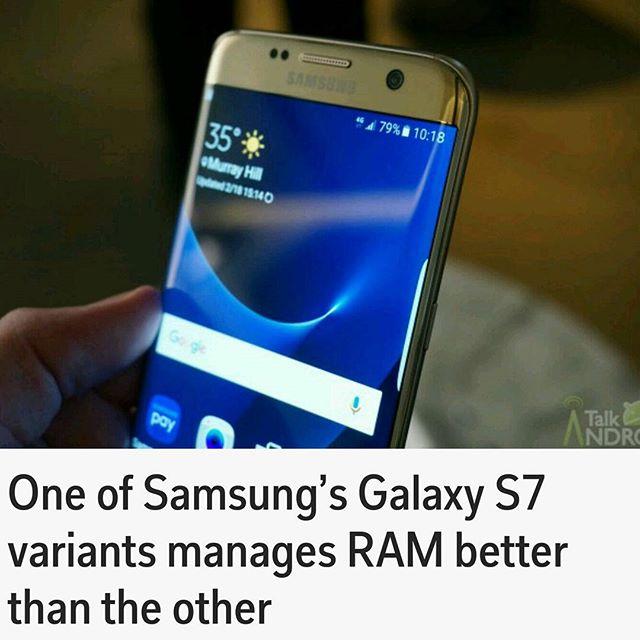 SAMSUNG
4G 79% 10:18
35°
Murray Hill
Updated 2/18 15:14
Google
pay
Talk
ANDRO
One of Samsung's Galaxy S7
variants manages RAM better
than the other